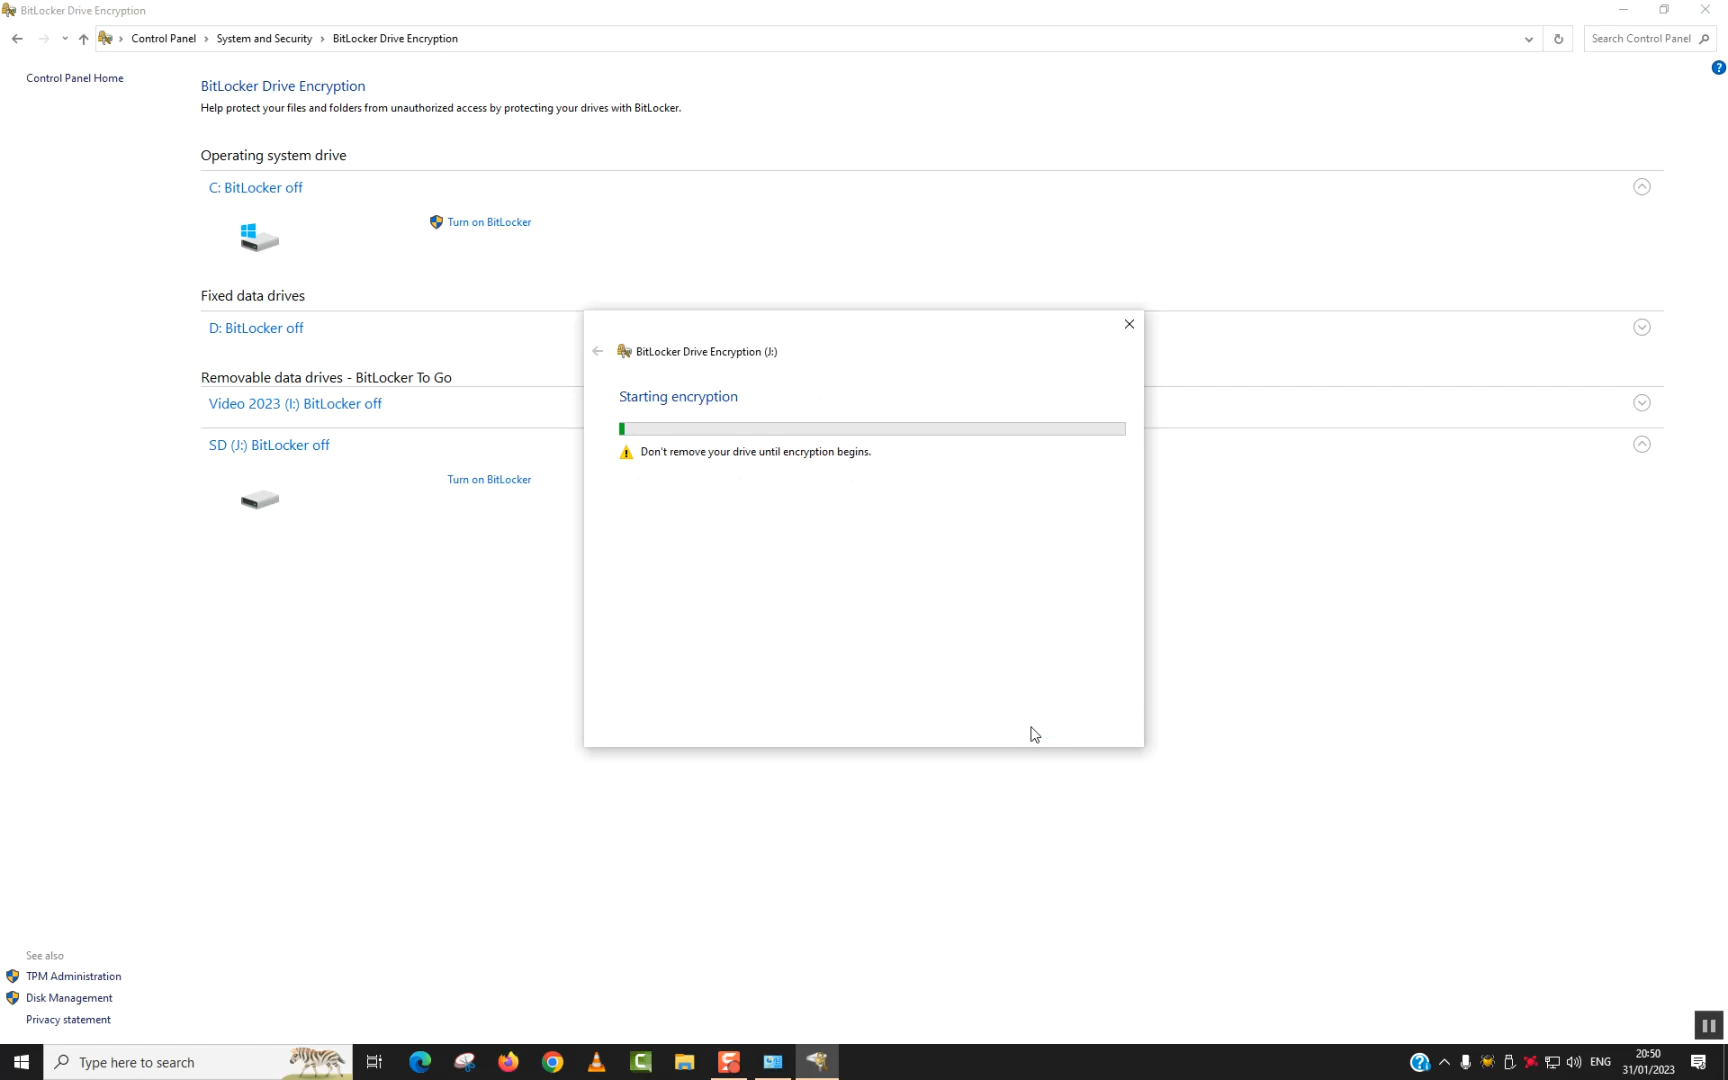 BitLocker Drive Encryption
Control Panel > System and Security > BitLocker Drive Encryption
Search Control Panel
Control Panel Home
BitLocker Drive Encryption
Help protect your files and folders from unauthorized access by protecting your drives with BitLocker.
Operating system drive
C: BitLocker off
Turn on BitLocker
Fixed data drives
D: BitLocker off
Removable data drives - BitLocker To Go
Video 2023 (I:) BitLocker off
SD (J:) BitLocker off
Turn on BitLocker
BitLocker Drive Encryption (J:)
Starting encryption
Don't remove your drive until encryption begins.
See also
TPM Administration
Disk Management
Privacy statement
Type here to search
ENG
20:50
31/01/2023